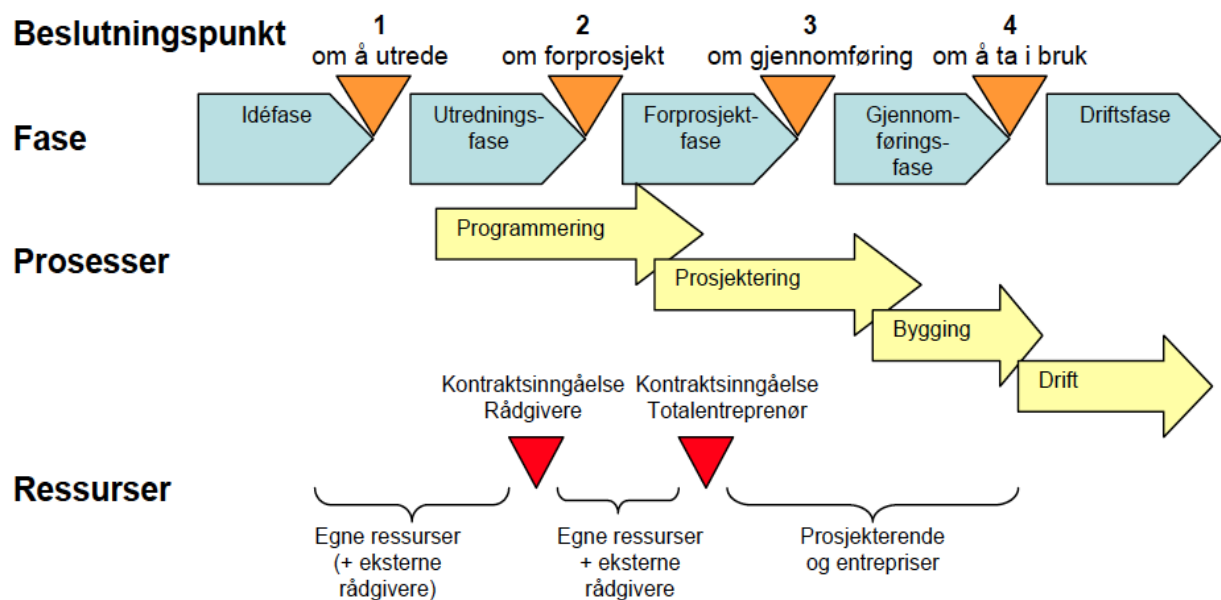 Beslutningspunkt
1
om å utrede
2
om forprosjekt
3
om gjennomføring
4
om å ta i bruk
Fase
Idéfase
Utrednings-
fase
Forprosjekt-
fase
Gjennom-
førings-
fase
Driftsfase
Prosesser
Programmering
Prosjektering
Bygging
Drift
Kontraktsinngåelse
Rådgivere
Kontraktsinngåelse
Totalentreprenør
Ressurser
Egne ressurser
(+ eksterne
rådgivere)
Egne ressurser
+ eksterne
rådgivere
Prosjekterende
og entrepriser